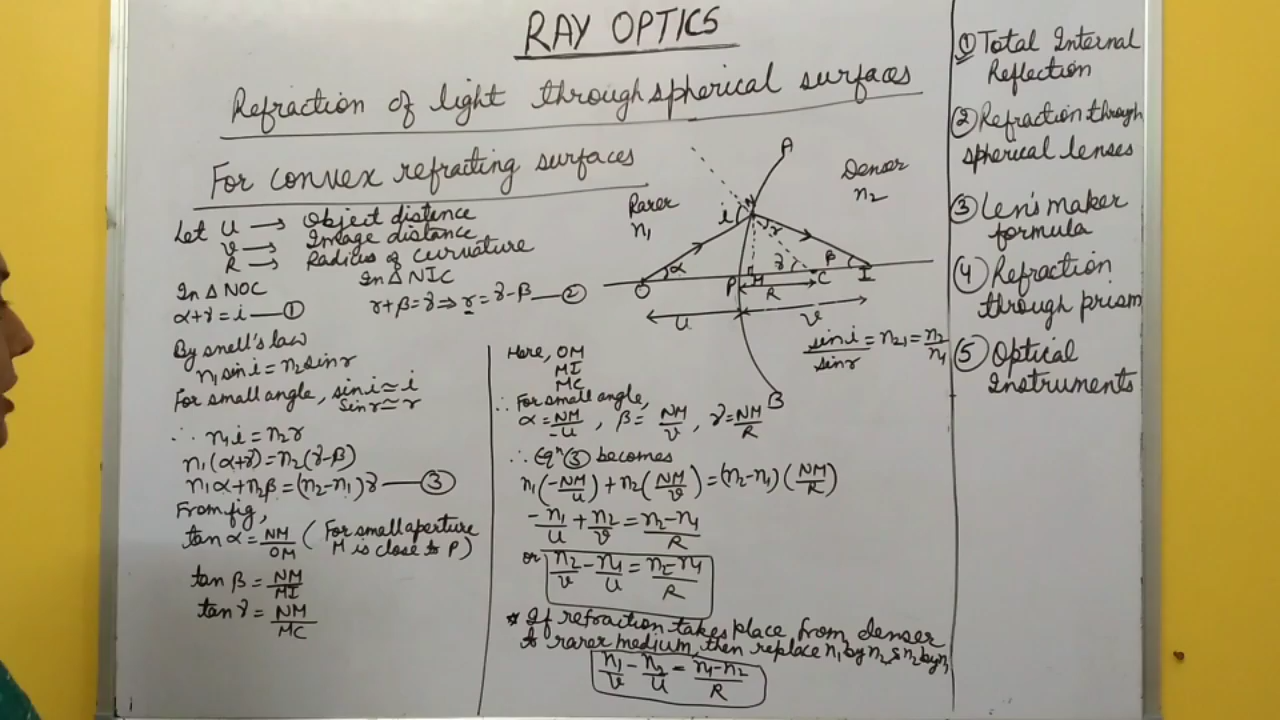 RAY OPTICS
Refraction of light through spherical surfaces
For convex refracting surfaces
Let u → Object distance
v → Image distance
R → Radius of curvature
In Δ NOC
α+γ = i — ①
In Δ NIC
r+β = γ ⇒ r = γ-β — ②
By snell's law
n₁ sin i = n₂ sin r
For small angle, sin i ≃ i
sin r ≃ r
∴ n₁i = n₂r
n₁(α+γ) = n₂(γ-β)
n₁α+n₂β = (n₂-n₁)γ — ③
From fig,
tan α = NM/OM ( For small aperture
M is close to P)
tan β = NM/MI
tan γ = NM/MC
A
Denser
n₂
Rarer
n₁
i
r
α
γ
β
O
P
M
C
I
R
u
v
B
sin i/sin r = n₂₁ = n₂/n₁
Here, OM
MI
MC
∴ For small angle,
α = NM/-u , β = NM/v , γ = NM/R
∴ Eqⁿ ③ becomes
n₁(-NM/u) + n₂(NM/v) = (n₂-n₁)(NM/R)
-n₁/u + n₂/v = n₂-n₁/R
or n₂/v - n₁/u = n₂-n₁/R
* If refraction takes place from denser
to rarer medium, then replace n₁ by n₂ & n₂ by n₁
n₁/v - n₂/u = n₁-n₂/R
① Total Internal
Reflection
② Refraction through
spherical lenses
③ Len's maker
formula
④ Refraction
through prism
⑤ Optical
Instruments